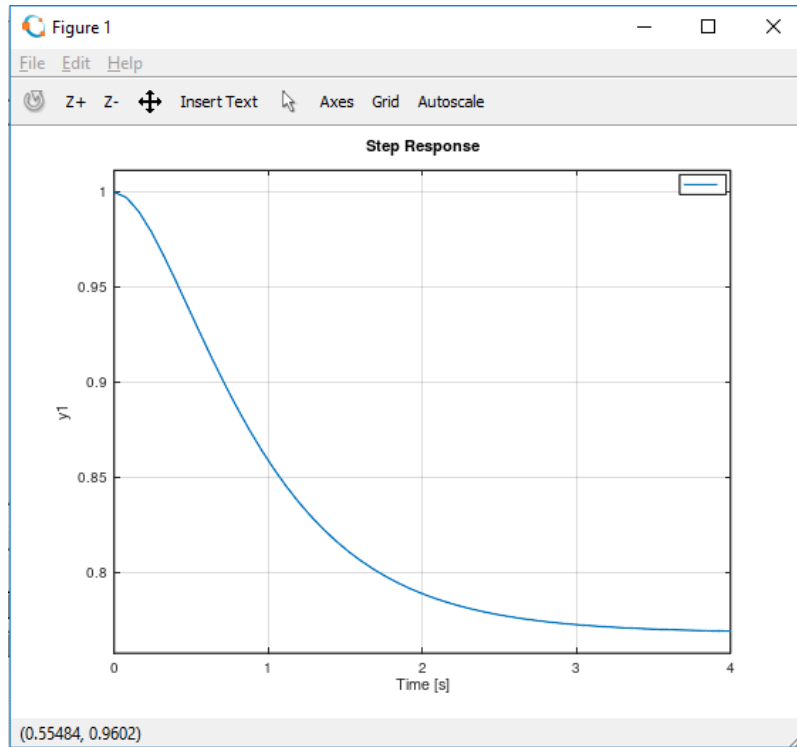 Figure 1
File Edit Help
Z+ Z- Insert Text Axes Grid Autoscale
Step Response
1
0.95
0.9
0.85
0.8
y1
0 1 2 3 4
Time [s]
(0.55484, 0.9602)